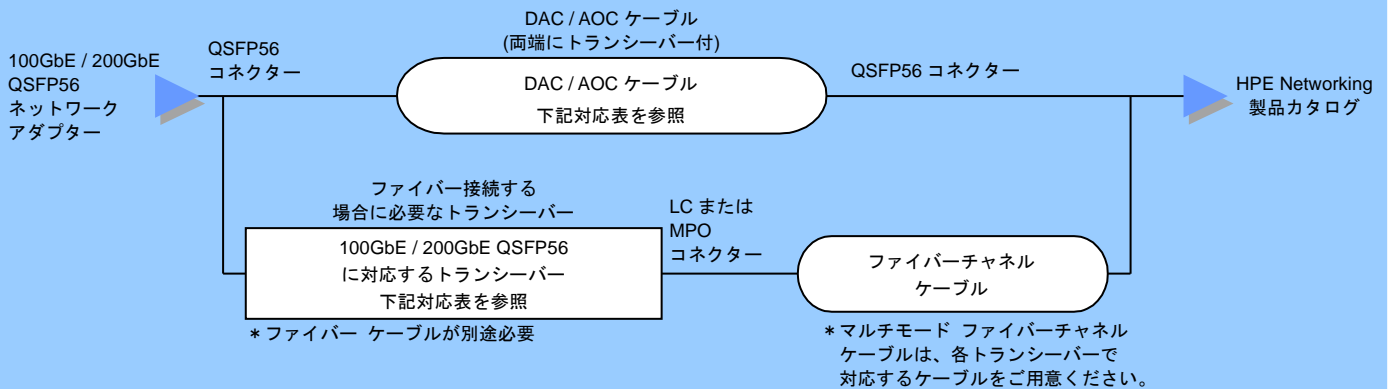 100GbE / 200GbE
QSFP56
ネットワーク
アダプター
QSFP56
コネクター
DAC / AOC ケーブル
(両端にトランシーバー付)
DAC / AOC ケーブル
下記対応表を参照
QSFP56 コネクター
HPE Networking
製品カタログ
ファイバー接続する
場合に必要なトランシーバー
100GbE / 200GbE QSFP56
に対応するトランシーバー
下記対応表を参照
*ファイバー ケーブルが別途必要
LC または
MPO
コネクター
ファイバーチャネル
ケーブル
*マルチモード ファイバーチャネル
ケーブルは、各トランシーバーで
対応するケーブルをご用意ください。